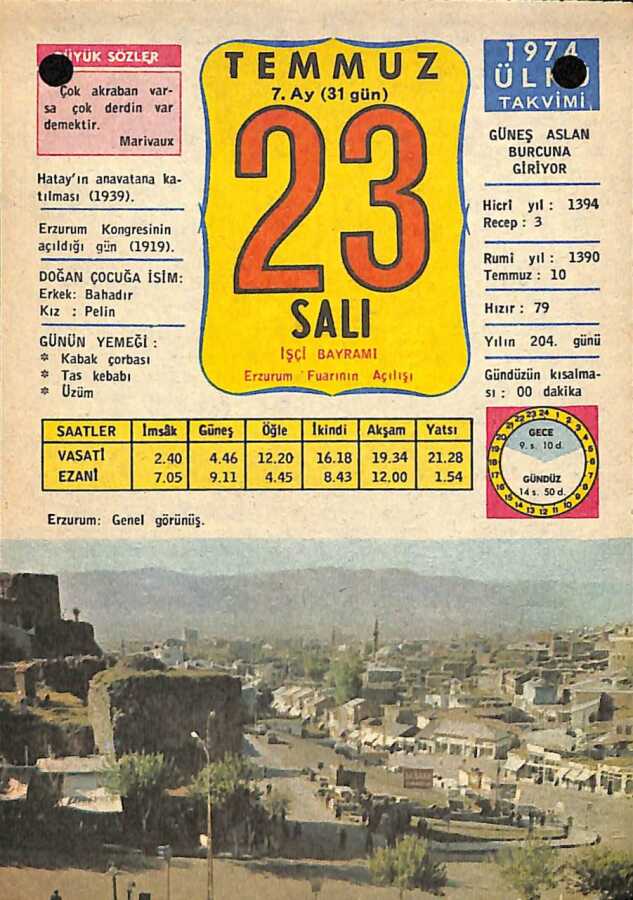 BÜYÜK SÖZLER
Çok akraban var-
sa çok derdin var
demektir.
Marivaux
Hatay'ın anavatana ka-
tılması (1939).
Erzurum Kongresinin
açıldığı gün (1919).
DOĞAN ÇOCUĞA İSİM:
Erkek: Bahadır
Kız : Pelin
GÜNÜN YEMEĞİ :
Kabak çorbası
Tas kebabı
Üzüm
TEMMUZ
7. Ay (31 gün)
23
SALI
İŞÇİ BAYRAMI
Erzurum Fuarının Açılışı
1974
ÜLKÜ
TAKVİMİ
GÜNEŞ ASLAN
BURCUNA
GİRİYOR
Hicrî yıl : 1394
Recep : 3
Rumî yıl : 1390
Temmuz : 10
Hızır : 79
Yılın 204. günü
Gündüzün kısalma-
sı : 00 dakika
SAATLER İmsâk Güneş Öğle İkindi Akşam Yatsı
VASATİ 2.40 4.46 12.20 16.18 19.34 21.28
EZANİ 7.05 9.11 4.45 8.43 12.00 1.54
GECE
9. s. 10 d.
GÜNDÜZ
14 s. 50 d.
Erzurum: Genel görünüş.